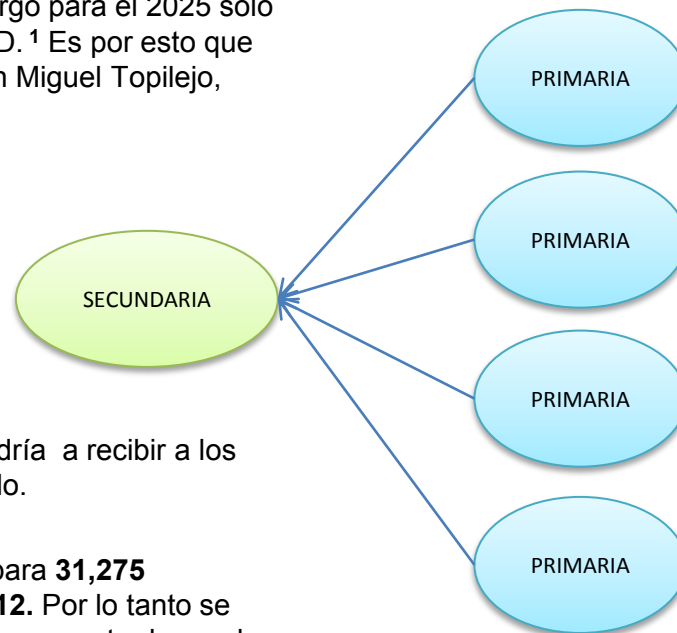 rgo para el 2025 solo
D. ¹ Es por esto que
n Miguel Topilejo,
PRIMARIA
PRIMARIA
SECUNDARIA
PRIMARIA
dría a recibir a los
lo.
PRIMARIA
para 31,275
12. Por lo tanto se